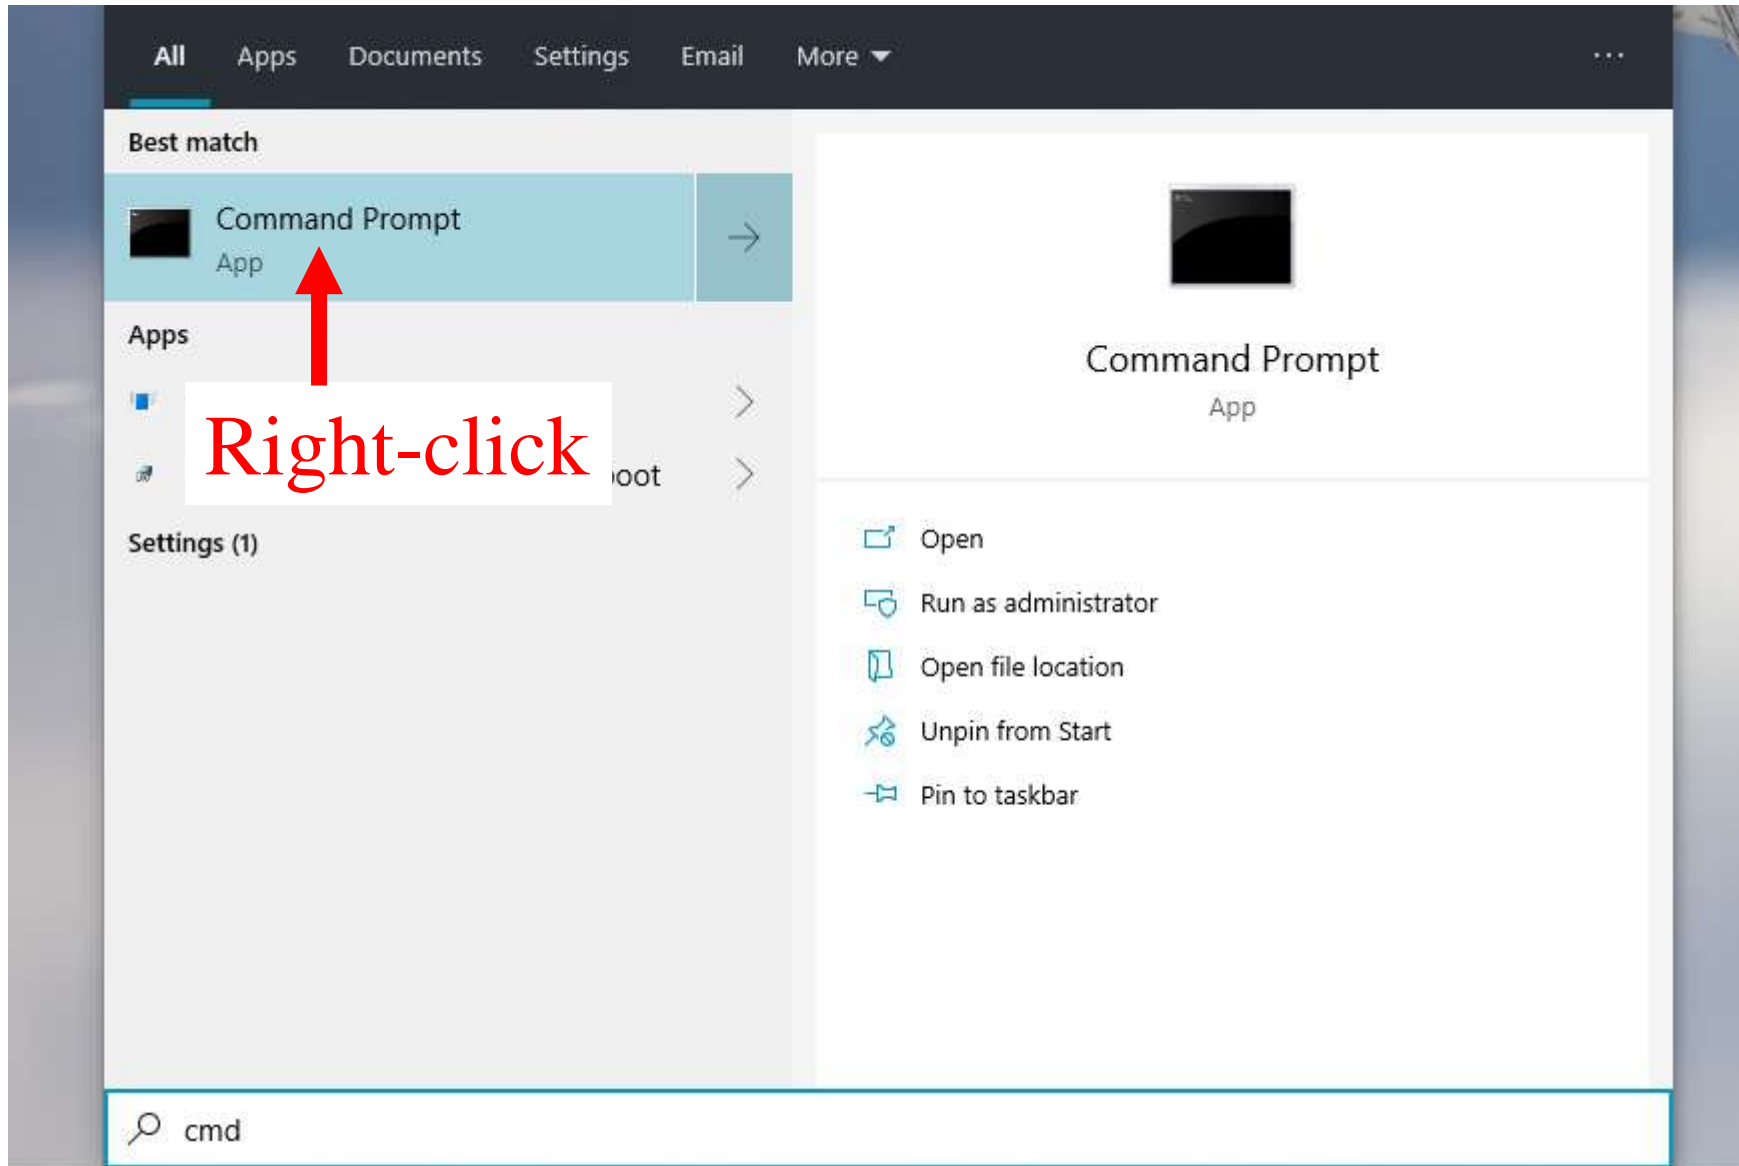 All Apps Documents Settings Email More ...
Best match
Command Prompt
App
Apps
Right-click
oot
Settings (1)
Command Prompt
App
Open
Run as administrator
Open file location
Unpin from Start
Pin to taskbar
cmd